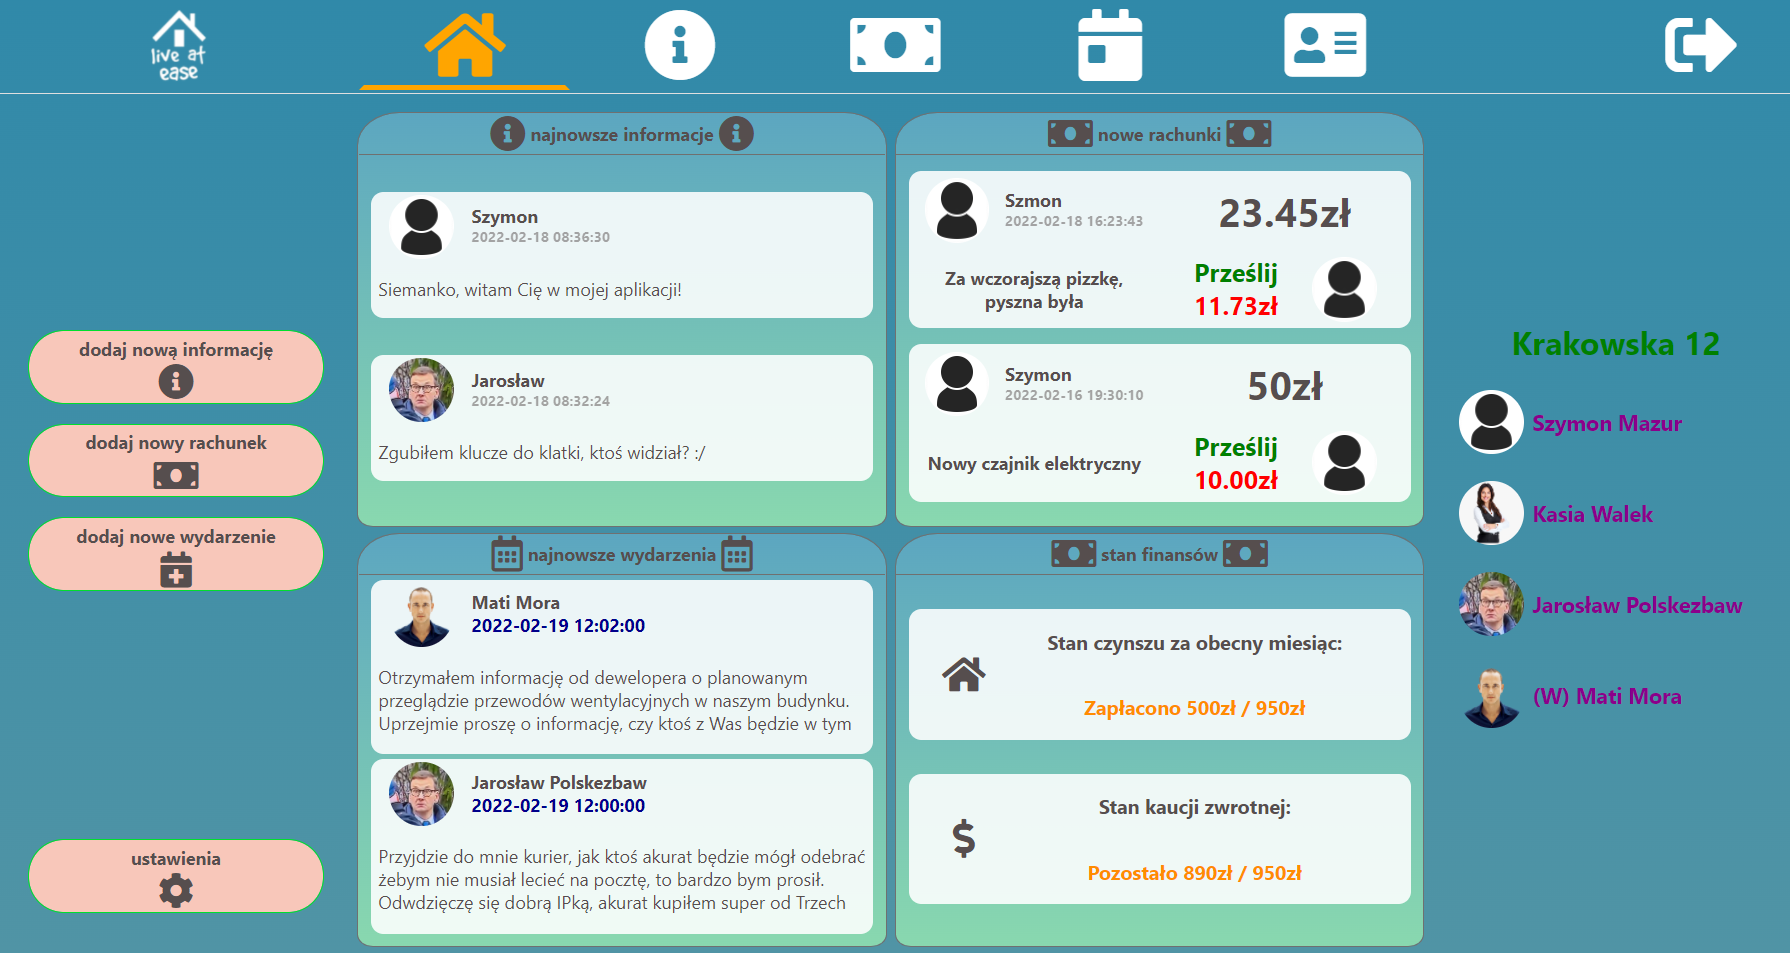 live at
ease
najnowsze informacje
Szymon
2022-02-18 08:36:30
Siemanko, witam Cię w mojej aplikacji!
Jarosław
2022-02-18 08:32:24
Zgubiłem klucze do klatki, ktoś widział? :/
nowe rachunki
Szmon
2022-02-18 16:23:43
23.45zł
Za wczorajszą pizzkę,
pyszna była
Prześlij
11.73zł
Szymon
2022-02-16 19:30:10
50zł
Nowy czajnik elektryczny
Prześlij
10.00zł
dodaj nową informację
dodaj nowy rachunek
dodaj nowe wydarzenie
ustawienia
najnowsze wydarzenia
Mati Mora
2022-02-19 12:02:00
Otrzymałem informację od dewelopera o planowanym
przeglądzie przewodów wentylacyjnych w naszym budynku.
Uprzejmie proszę o informację, czy ktoś z Was będzie w tym
Jarosław Polskezbaw
2022-02-19 12:00:00
Przyjdzie do mnie kurier, jak ktoś akurat będzie mógł odebrać
żebym nie musiał lecieć na pocztę, to bardzo bym prosił.
Odwdzięczę się dobrą IPką, akurat kupiłem super od Trzech
stan finansów
Stan czynszu za obecny miesiąc:
Zapłacono 500zł / 950zł
Stan kaucji zwrotnej:
Pozostało 890zł / 950zł
Krakowska 12
Szymon Mazur
Kasia Walek
Jarosław Polskezbaw
(W) Mati Mora